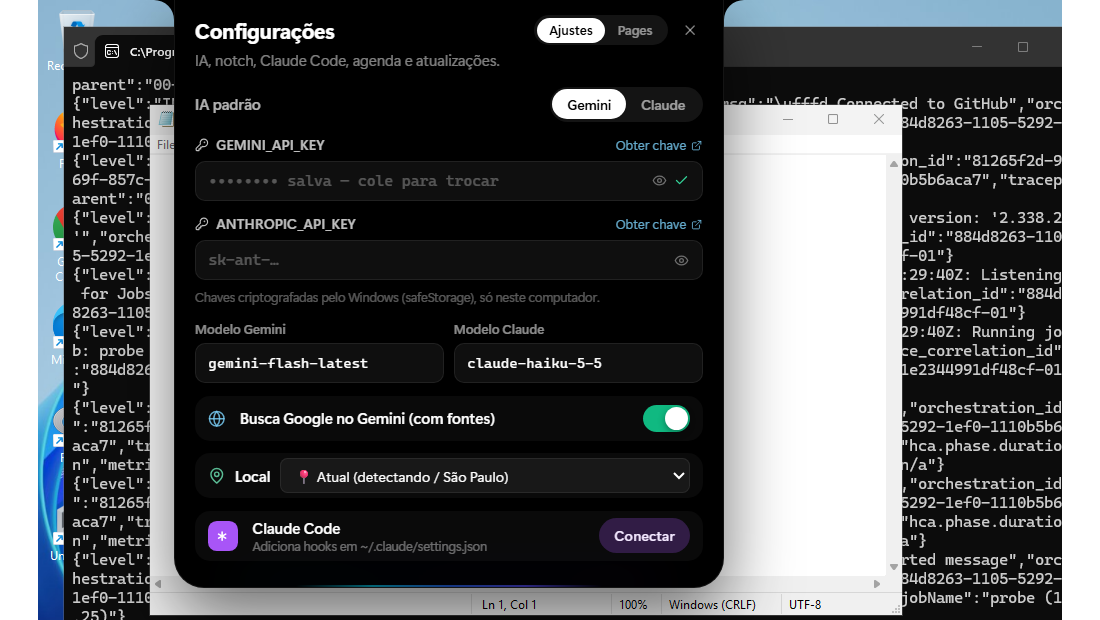 Configurações
Ajustes
Pages
IA, notch, Claude Code, agenda e atualizações.
IA padrão
Gemini
Claude
GEMINI_API_KEY
Obter chave
•••••••• salva — cole para trocar
ANTHROPIC_API_KEY
Obter chave
sk-ant-…
Chaves criptografadas pelo Windows (safeStorage), só neste computador.
Modelo Gemini
Modelo Claude
gemini-flash-latest
claude-haiku-5-5
Busca Google no Gemini (com fontes)
Local
Atual (detectando / São Paulo)
Claude Code
Adiciona hooks em ~/.claude/settings.json
Conectar
File
Ln 1, Col 1
100%
Windows (CRLF)
UTF-8
C:\Progr
parent":"00-
{"level":"I
\ufffd Connected to GitHub","orc
hestratio
84d8263-1105-5292-
1ef0-1110
{"level":
on_id":"81265f2d-9
69f-857c-
0b5b6aca7","tracep
arent":"0
{"level":
version: '2.338.2
'","orche
_id":"884d8263-110
5-5292-1e
f-01"}
{"level":
:29:40Z: Listening
for Jobs
rrelation_id":"884d
8263-1105
991df48cf-01"}
{"level":
29:40Z: Running jo
b: probe
ce_correlation_id"
:"884d826
1e2344991df48cf-01
"}
{"level":
,"orchestration_id
":"81265f
5292-1ef0-1110b5b6
aca7","tr
"hca.phase.duratio
n","metri
n/a"}
{"level":
,"orchestration_id
":"81265f
5292-1ef0-1110b5b6
aca7","tr
"hca.phase.duratio
n","metri
a"}
{"level":
rted message","orc
hestratio
84d8263-1105-5292-
1ef0-1110
jobName":"probe (1
.25)"}